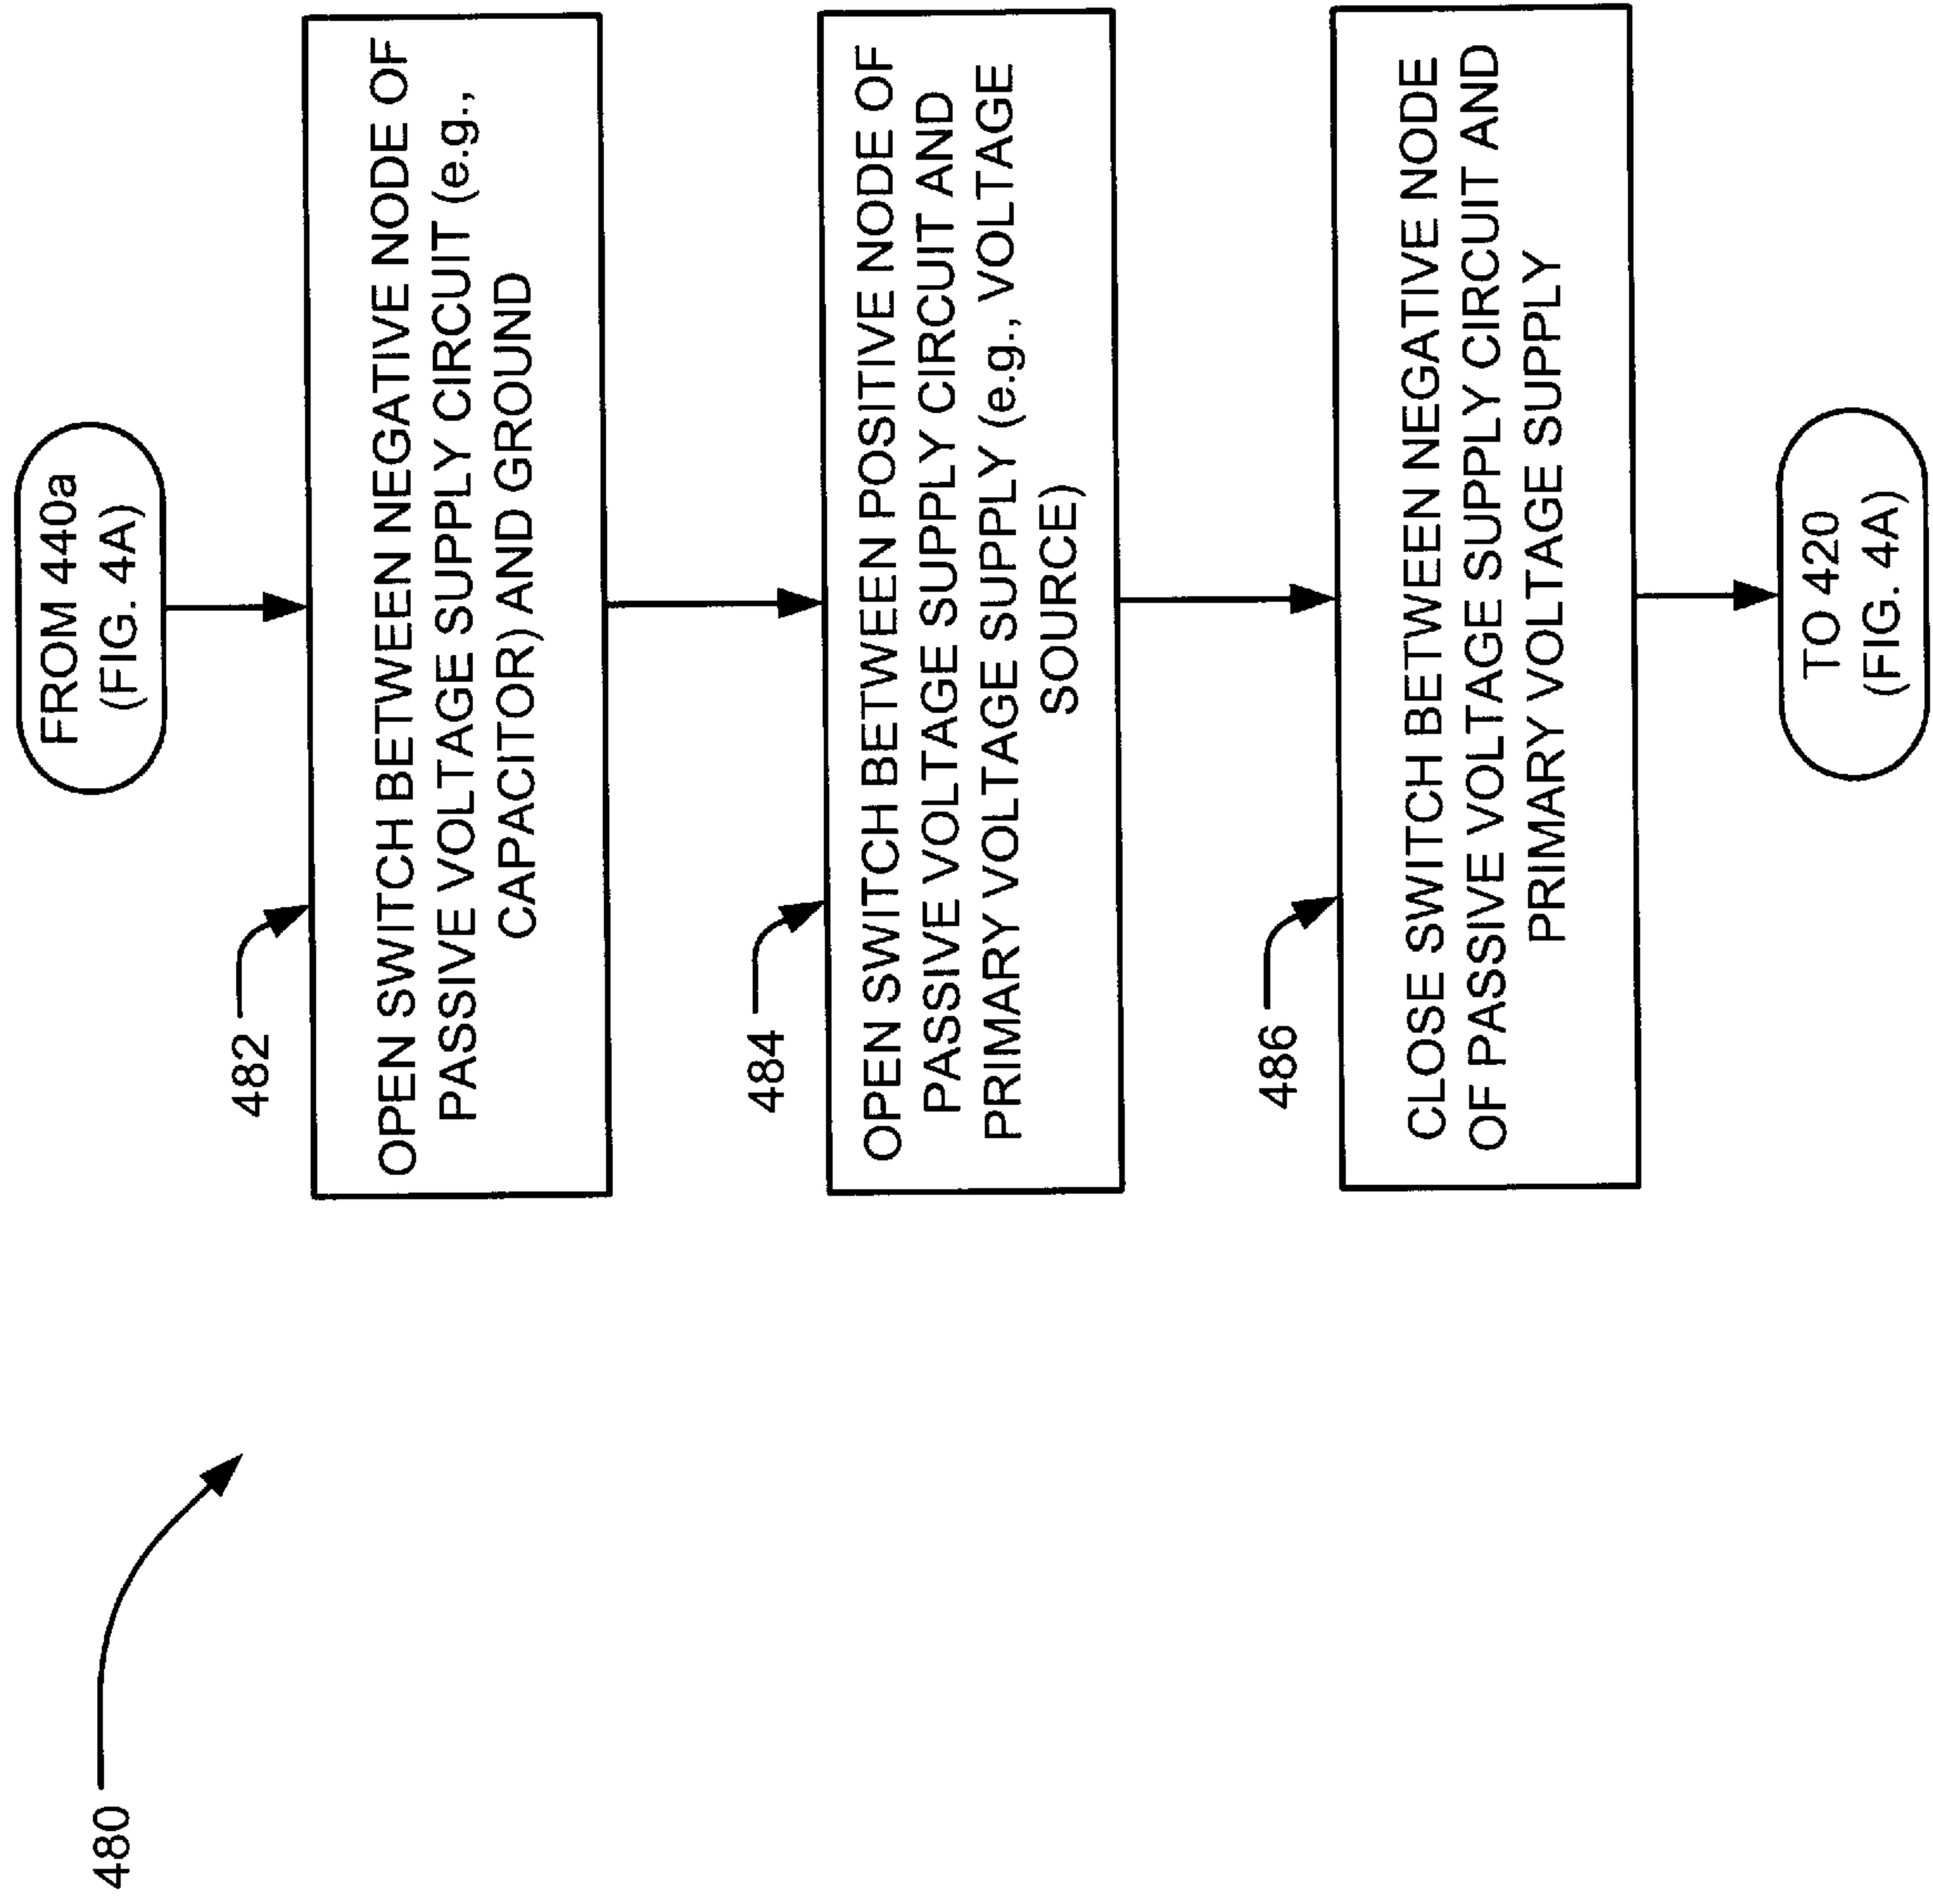 480
FROM 440a
(FIG. 4A)
482
OPEN SWITCH BETWEEN NEGATIVE NODE OF
PASSIVE VOLTAGE SUPPLY CIRCUIT (e.g.,
CAPACITOR) AND GROUND
484
OPEN SWITCH BETWEEN POSITIVE NODE OF
PASSIVE VOLTAGE SUPPLY CIRCUIT AND
PRIMARY VOLTAGE SUPPLY (e.g., VOLTAGE
SOURCE)
486
CLOSE SWITCH BETWEEN NEGATIVE NODE
OF PASSIVE VOLTAGE SUPPLY CIRCUIT AND
PRIMARY VOLTAGE SUPPLY
TO 420
(FIG. 4A)